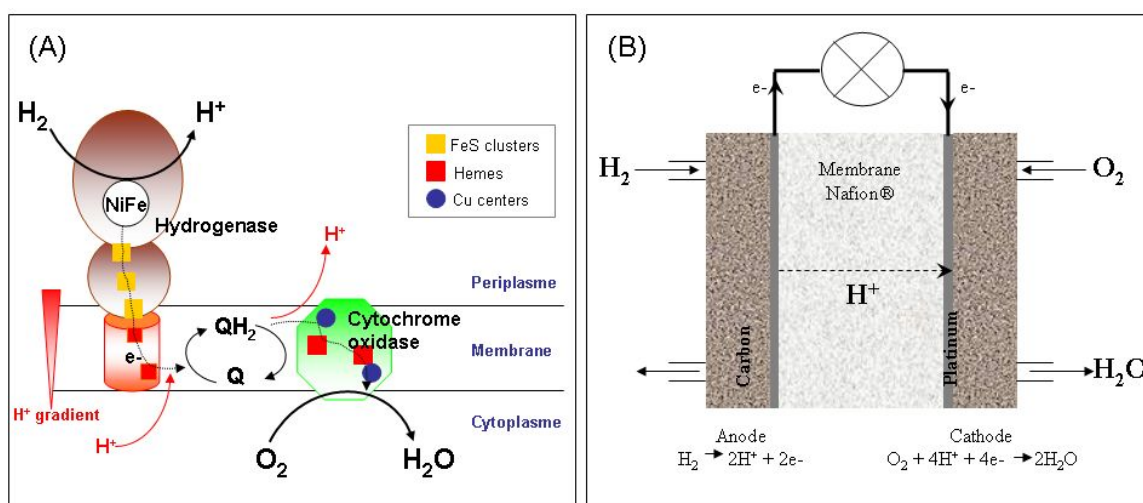 (A)
H2
H+
NiFe
Hydrogenase
FeS clusters
Hemes
Cu centers
H+
Periplasme
QH2
Cytochrome
oxidase
e-
Membrane
Q
H+ gradient
H+
Cytoplasme
O2
H2O
(B)
e-
e-
H2
Membrane
Nafion®
O2
H+
Carbon
Platinum
H2O
Anode
H2 → 2H+ + 2e-
Cathode
O2 + 4H+ + 4e- → 2H2O